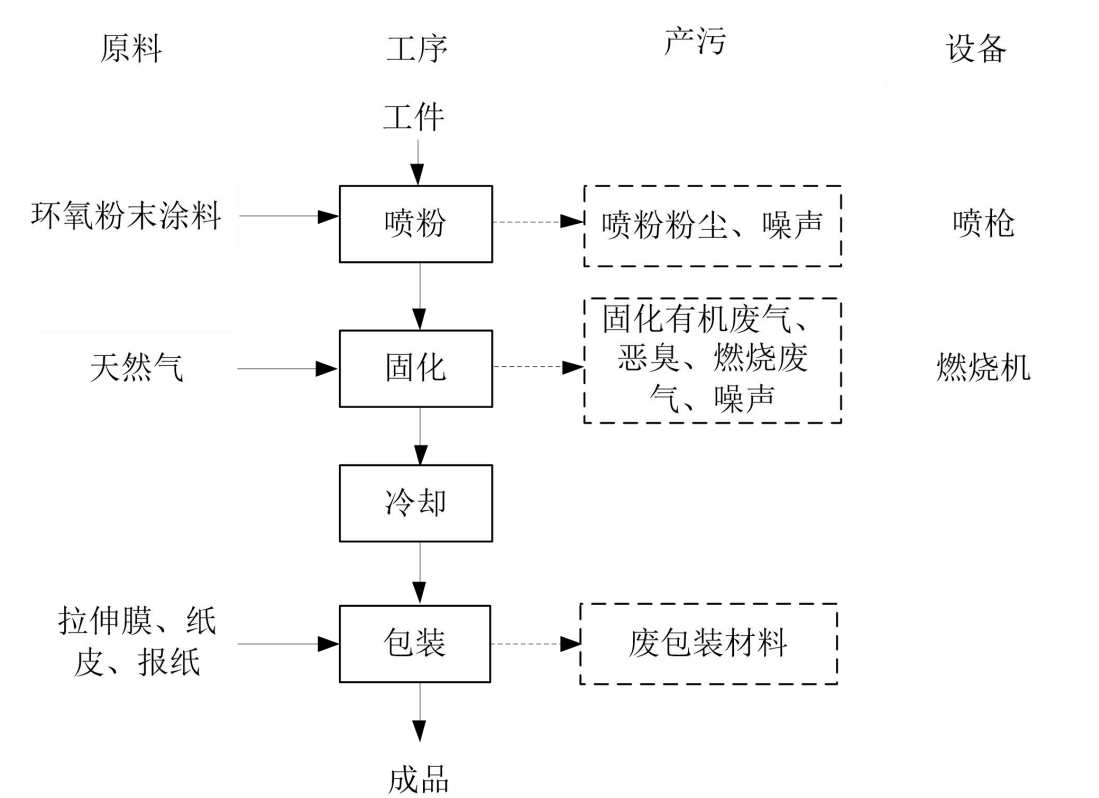 原料 工序 产污 设备
工件
环氧粉末涂料 喷粉 喷粉粉尘、噪声 喷枪
固化有机废气、
天然气 固化 恶臭、燃烧废 燃烧机
气、噪声
冷却
拉伸膜、纸
皮、报纸
包装 废包装材料
成品